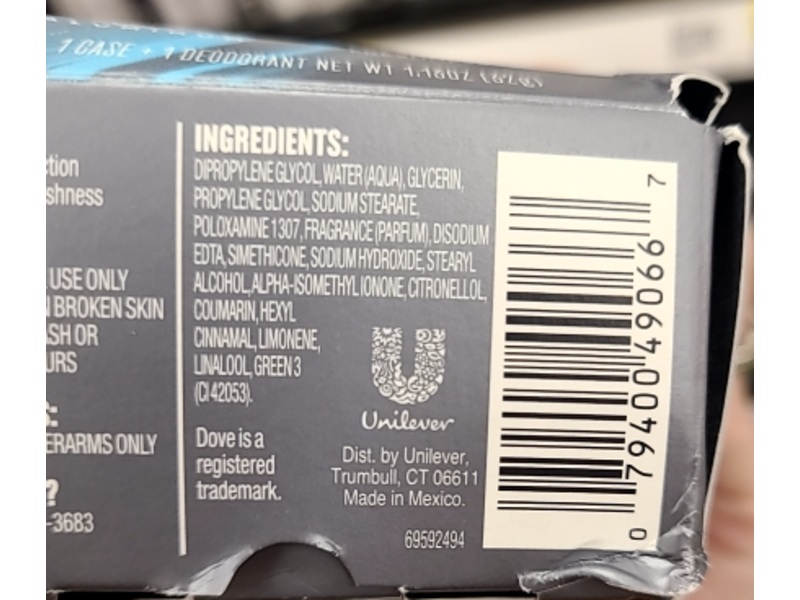 1 CASE + 1 DEODORANT NET WT 1.18OZ
ction
shness
USE ONLY
BROKEN SKIN
ASH OR
URS
:
ERARMS ONLY
?
-3683
INGREDIENTS:
DIPROPYLENE GLYCOL, WATER (AQUA), GLYCERIN,
PROPYLENE GLYCOL, SODIUM STEARATE,
POLOXAMINE 1307, FRAGRANCE (PARFUM), DISODIUM
EDTA, SIMETHICONE, SODIUM HYDROXIDE, STEARYL
ALCOHOL, ALPHA-ISOMETHYL IONONE, CITRONELLOL,
COUMARIN, HEXYL
CINNAMAL, LIMONENE,
LINALOOL, GREEN 3
(CI 42053).
Dove is a
registered
trademark.
Unilever
Dist. by Unilever,
Trumbull, CT 06611
Made in Mexico.
69592494
0 79400 69066 7